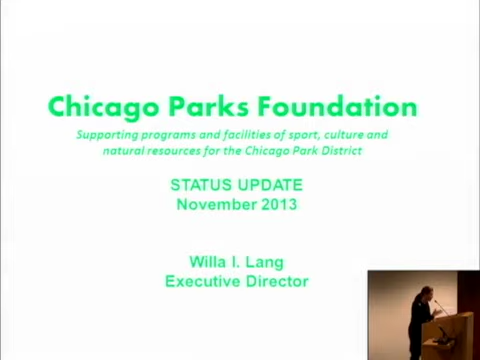 Chicago Parks Foundation
Supporting programs and facilities of sport, culture and
natural resources for the Chicago Park District
STATUS UPDATE
November 2013
Willa I. Lang
Executive Director